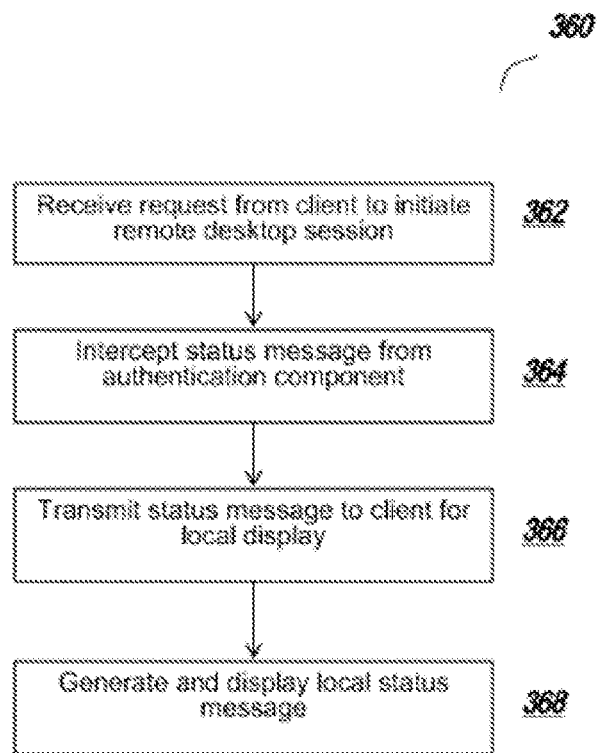 360
Receive request from client to initiate
remote desktop session
362
Intercept status message from
authentication component
364
Transmit status message to client for
local display
366
Generate and display local status
message
368